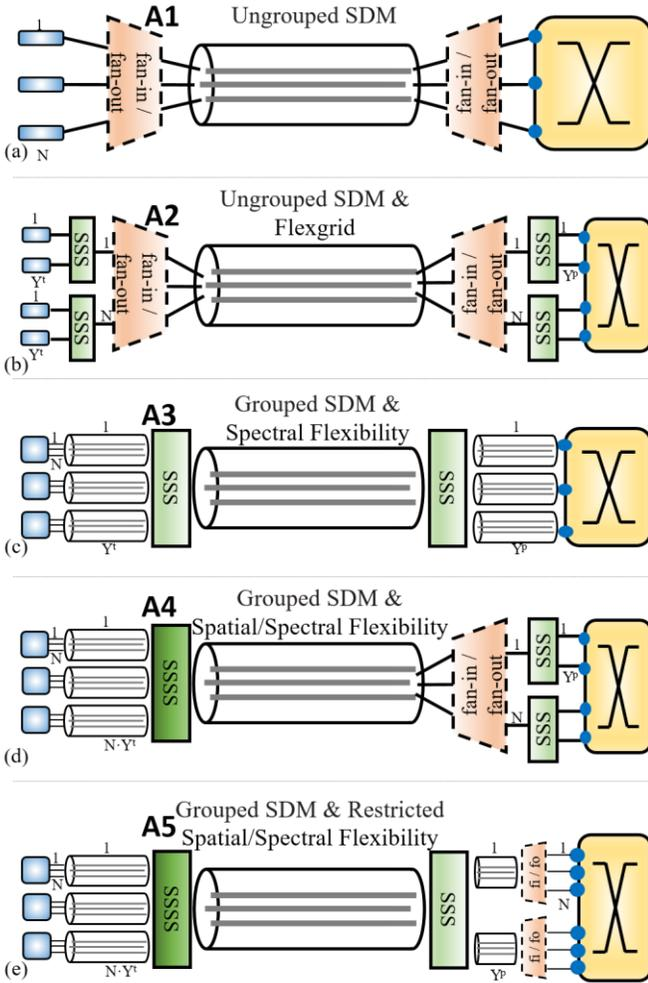 A1
Ungrouped SDM
1
fan-in /
fan-out
fan-in /
fan-out
N
(a)
A2
Ungrouped SDM &
Flexgrid
1
SSS
1
fan-in /
fan-out
fan-in /
fan-out
1
SSS
1
Yᵗ
Yᵖ
1
SSS
N
N
SSS
Yᵗ
(b)
A3
Grouped SDM &
Spectral Flexibility
1
1
N
SSS
SSS
1
Yᵗ
Yᵖ
(c)
A4
Grouped SDM &
Spatial/Spectral Flexibility
1
1
N
SSSS
fan-in /
fan-out
1
SSS
1
Yᵖ
N
SSS
N·Yᵗ
(d)
A5
Grouped SDM & Restricted
Spatial/Spectral Flexibility
1
1
N
SSSS
SSS
1
fi / fo
1
N
fi / fo
N·Yᵗ
Yᵖ
(e)